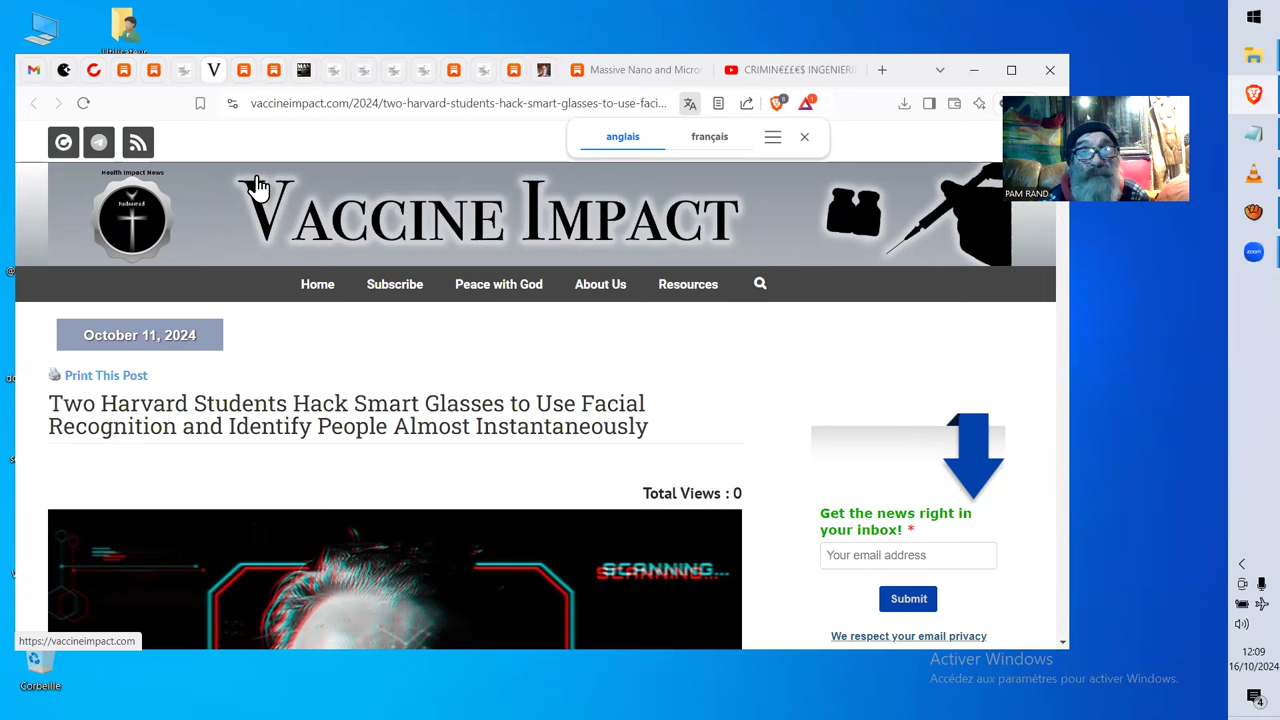 Massive Nano and Micro
CRIMIN€££€$ INGENIERI
vaccineimpact.com/2024/two-harvard-students-hack-smart-glasses-to-use-faci...
anglais
français
PAM RAND
Health Impact News
VACCINE IMPACT
Home
Subscribe
Peace with God
About Us
Resources
October 11, 2024
Print This Post
Two Harvard Students Hack Smart Glasses to Use Facial
Recognition and Identify People Almost Instantaneously
Total Views : 0
SCANNING...
Get the news right in
your inbox! *
Your email address
Submit
We respect your email privacy
https://vaccineimpact.com
Corbeille
Activer Windows
Accédez aux paramètres pour activer Windows.
zoom
12:09
16/10/2024
4